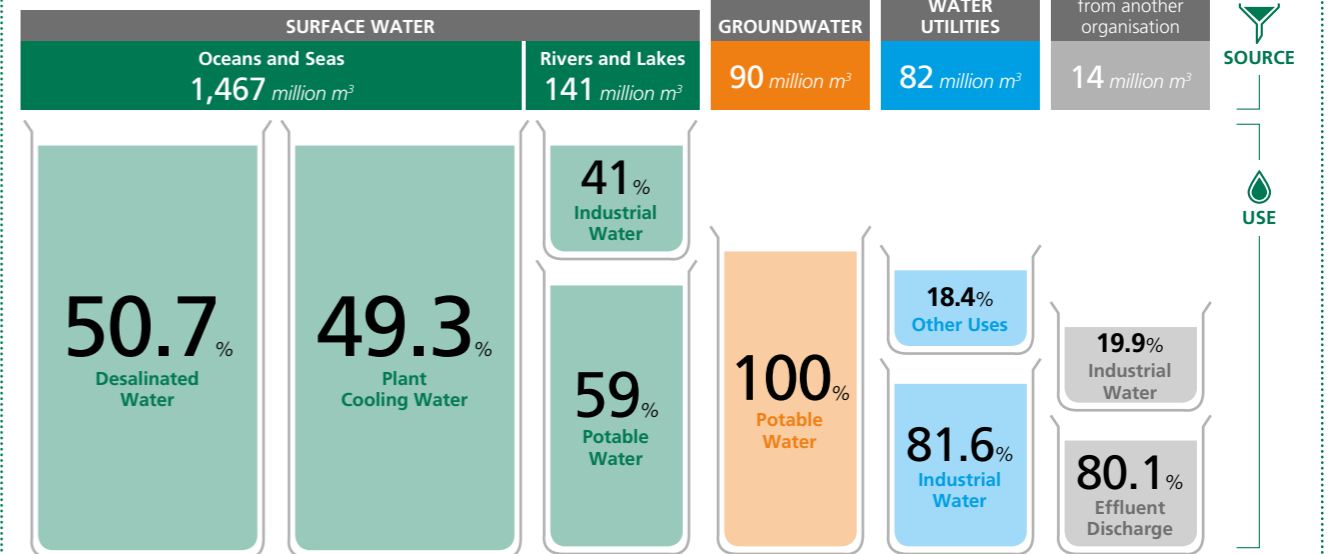 SURFACE WATER
Oceans and Seas
1,467 million m³
Rivers and Lakes
141 million m³
GROUNDWATER
90 million m³
WATER
UTILITIES
82 million m³
from another
organisation
14 million m³
SOURCE
50.7%
Desalinated
Water
49.3%
Plant
Cooling Water
41%
Industrial
Water
59%
Potable
Water
100%
Potable
Water
18.4%
Other Uses
81.6%
Industrial
Water
19.9%
Industrial
Water
80.1%
Effluent
Discharge
USE